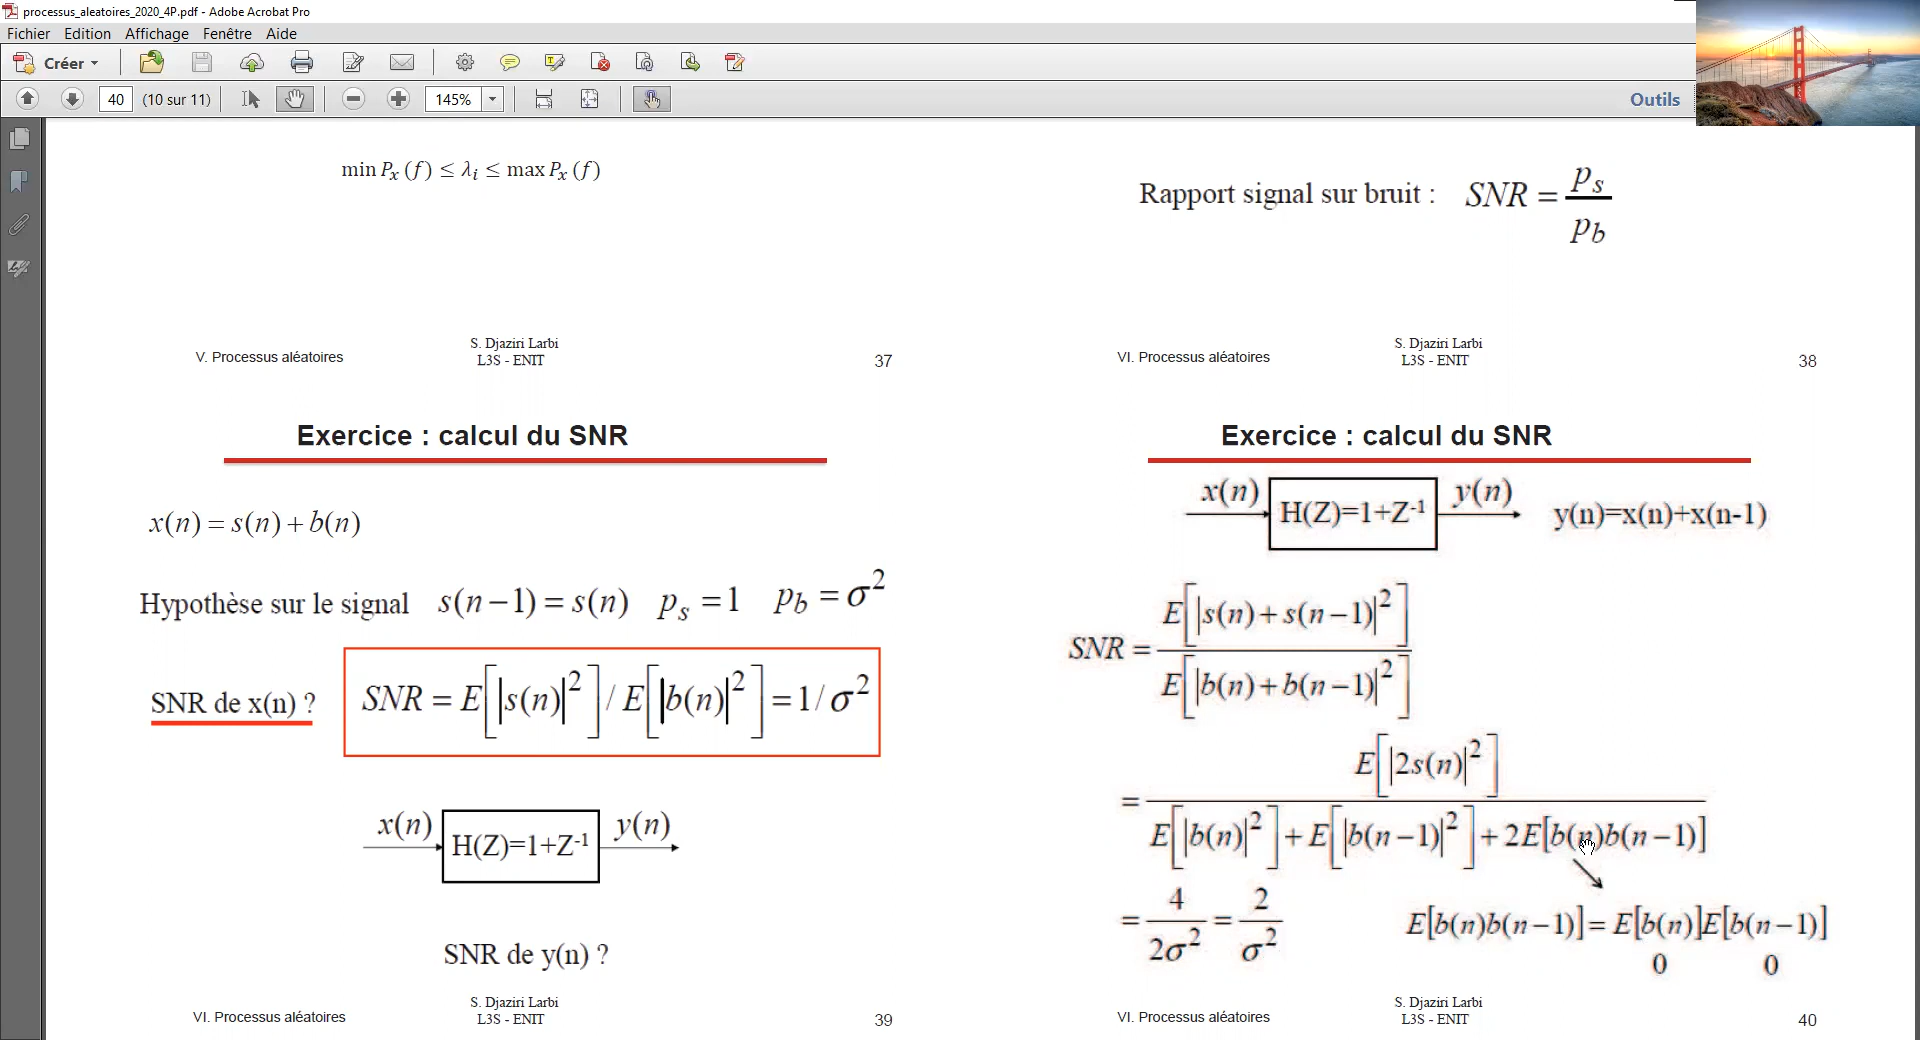 processus_aleatoires_2020_4P.pdf - Adobe Acrobat Pro
Fichier Edition Affichage Fenêtre Aide
Créer
40 (10 sur 11) 145% Outils
min Pₓ (f) ≤ λᵢ ≤ max Pₓ (f)
V. Processus aléatoires
S. Djaziri Larbi
L3S - ENIT
37
Rapport signal sur bruit : SNR = p_s / p_b
VI. Processus aléatoires
S. Djaziri Larbi
L3S - ENIT
38
Exercice : calcul du SNR
x(n) = s(n) + b(n)
Hypothèse sur le signal s(n−1) = s(n) p_s = 1 p_b = σ²
SNR de x(n) ? SNR = E[|s(n)|²] / E[|b(n)|²] = 1/σ²
x(n) H(Z)=1+Z⁻¹ y(n)
SNR de y(n) ?
VI. Processus aléatoires
S. Djaziri Larbi
L3S - ENIT
39
Exercice : calcul du SNR
x(n) H(Z)=1+Z⁻¹ y(n) y(n)=x(n)+x(n-1)
SNR = E[|s(n) + s(n−1)|²] / E[|b(n) + b(n−1)|²]
= E[|2s(n)|²] / E[|b(n)|²] + E[|b(n−1)|²] + 2E[b(n)b(n−1)]
= 4 / 2σ² = 2 / σ²
E[b(n)b(n−1)] = E[b(n)]E[b(n−1)]
0 0
VI. Processus aléatoires
S. Djaziri Larbi
L3S - ENIT
40